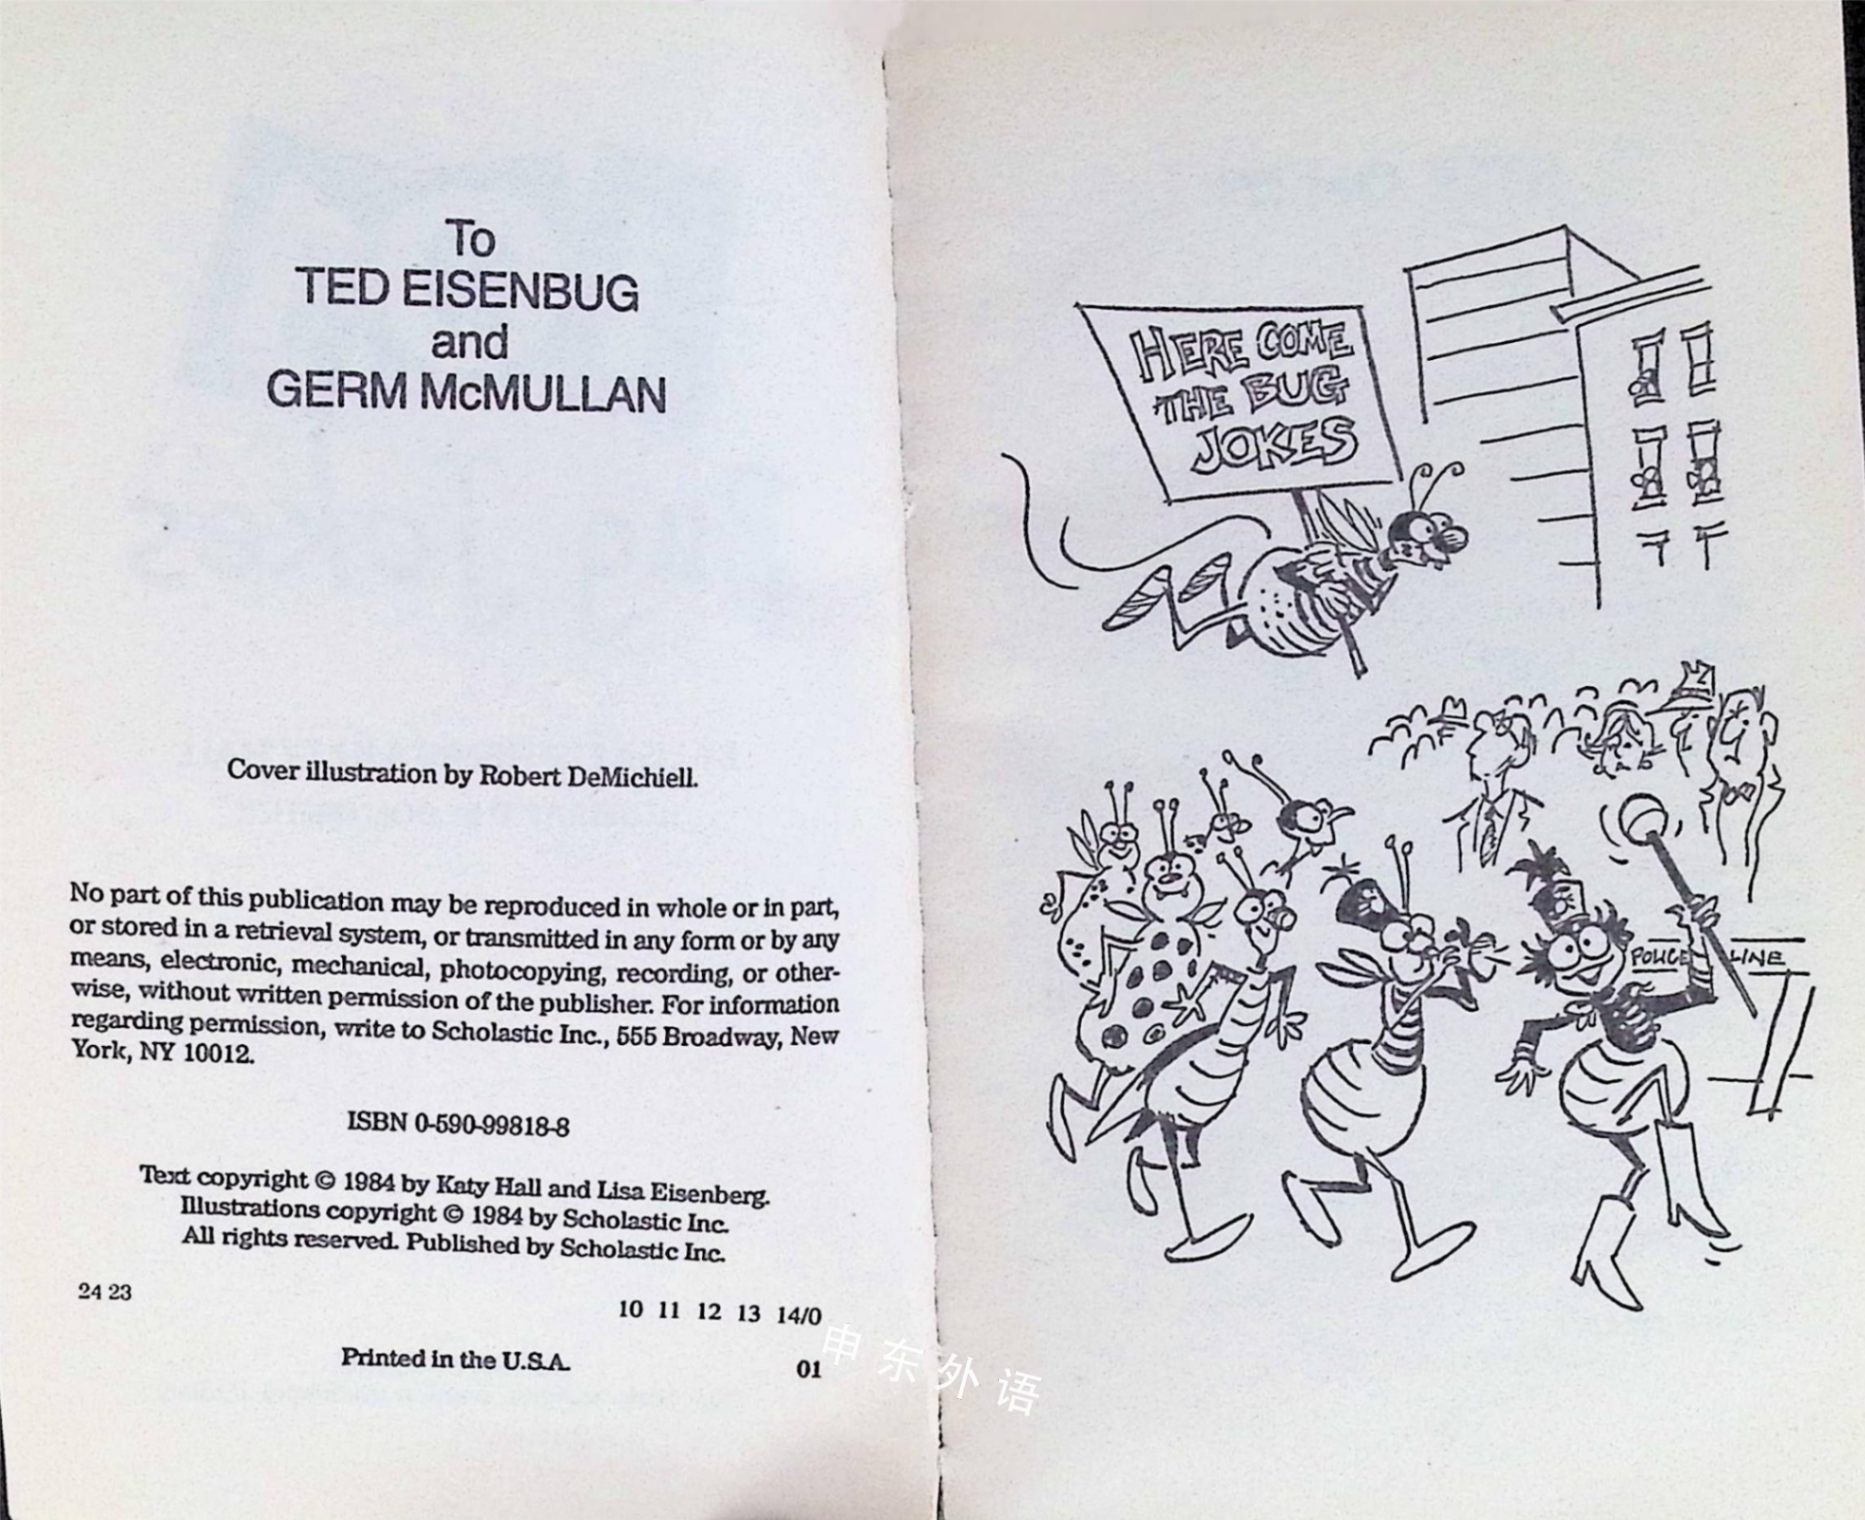 To
TED EISENBUG
and
GERM McMULLAN
Cover illustration by Robert DeMichiell.
No part of this publication may be reproduced in whole or in part,
or stored in a retrieval system, or transmitted in any form or by any
means, electronic, mechanical, photocopying, recording, or other-
wise, without written permission of the publisher. For information
regarding permission, write to Scholastic Inc., 555 Broadway, New
York, NY 10012.
ISBN 0-590-99818-8
Text copyright © 1984 by Katy Hall and Lisa Eisenberg.
Illustrations copyright © 1984 by Scholastic Inc.
All rights reserved. Published by Scholastic Inc.
24 23
10 11 12 13 14/0
Printed in the U.S.A.
01
申东外语
HERE COME
THE BUG
JOKES
POLICE LINE